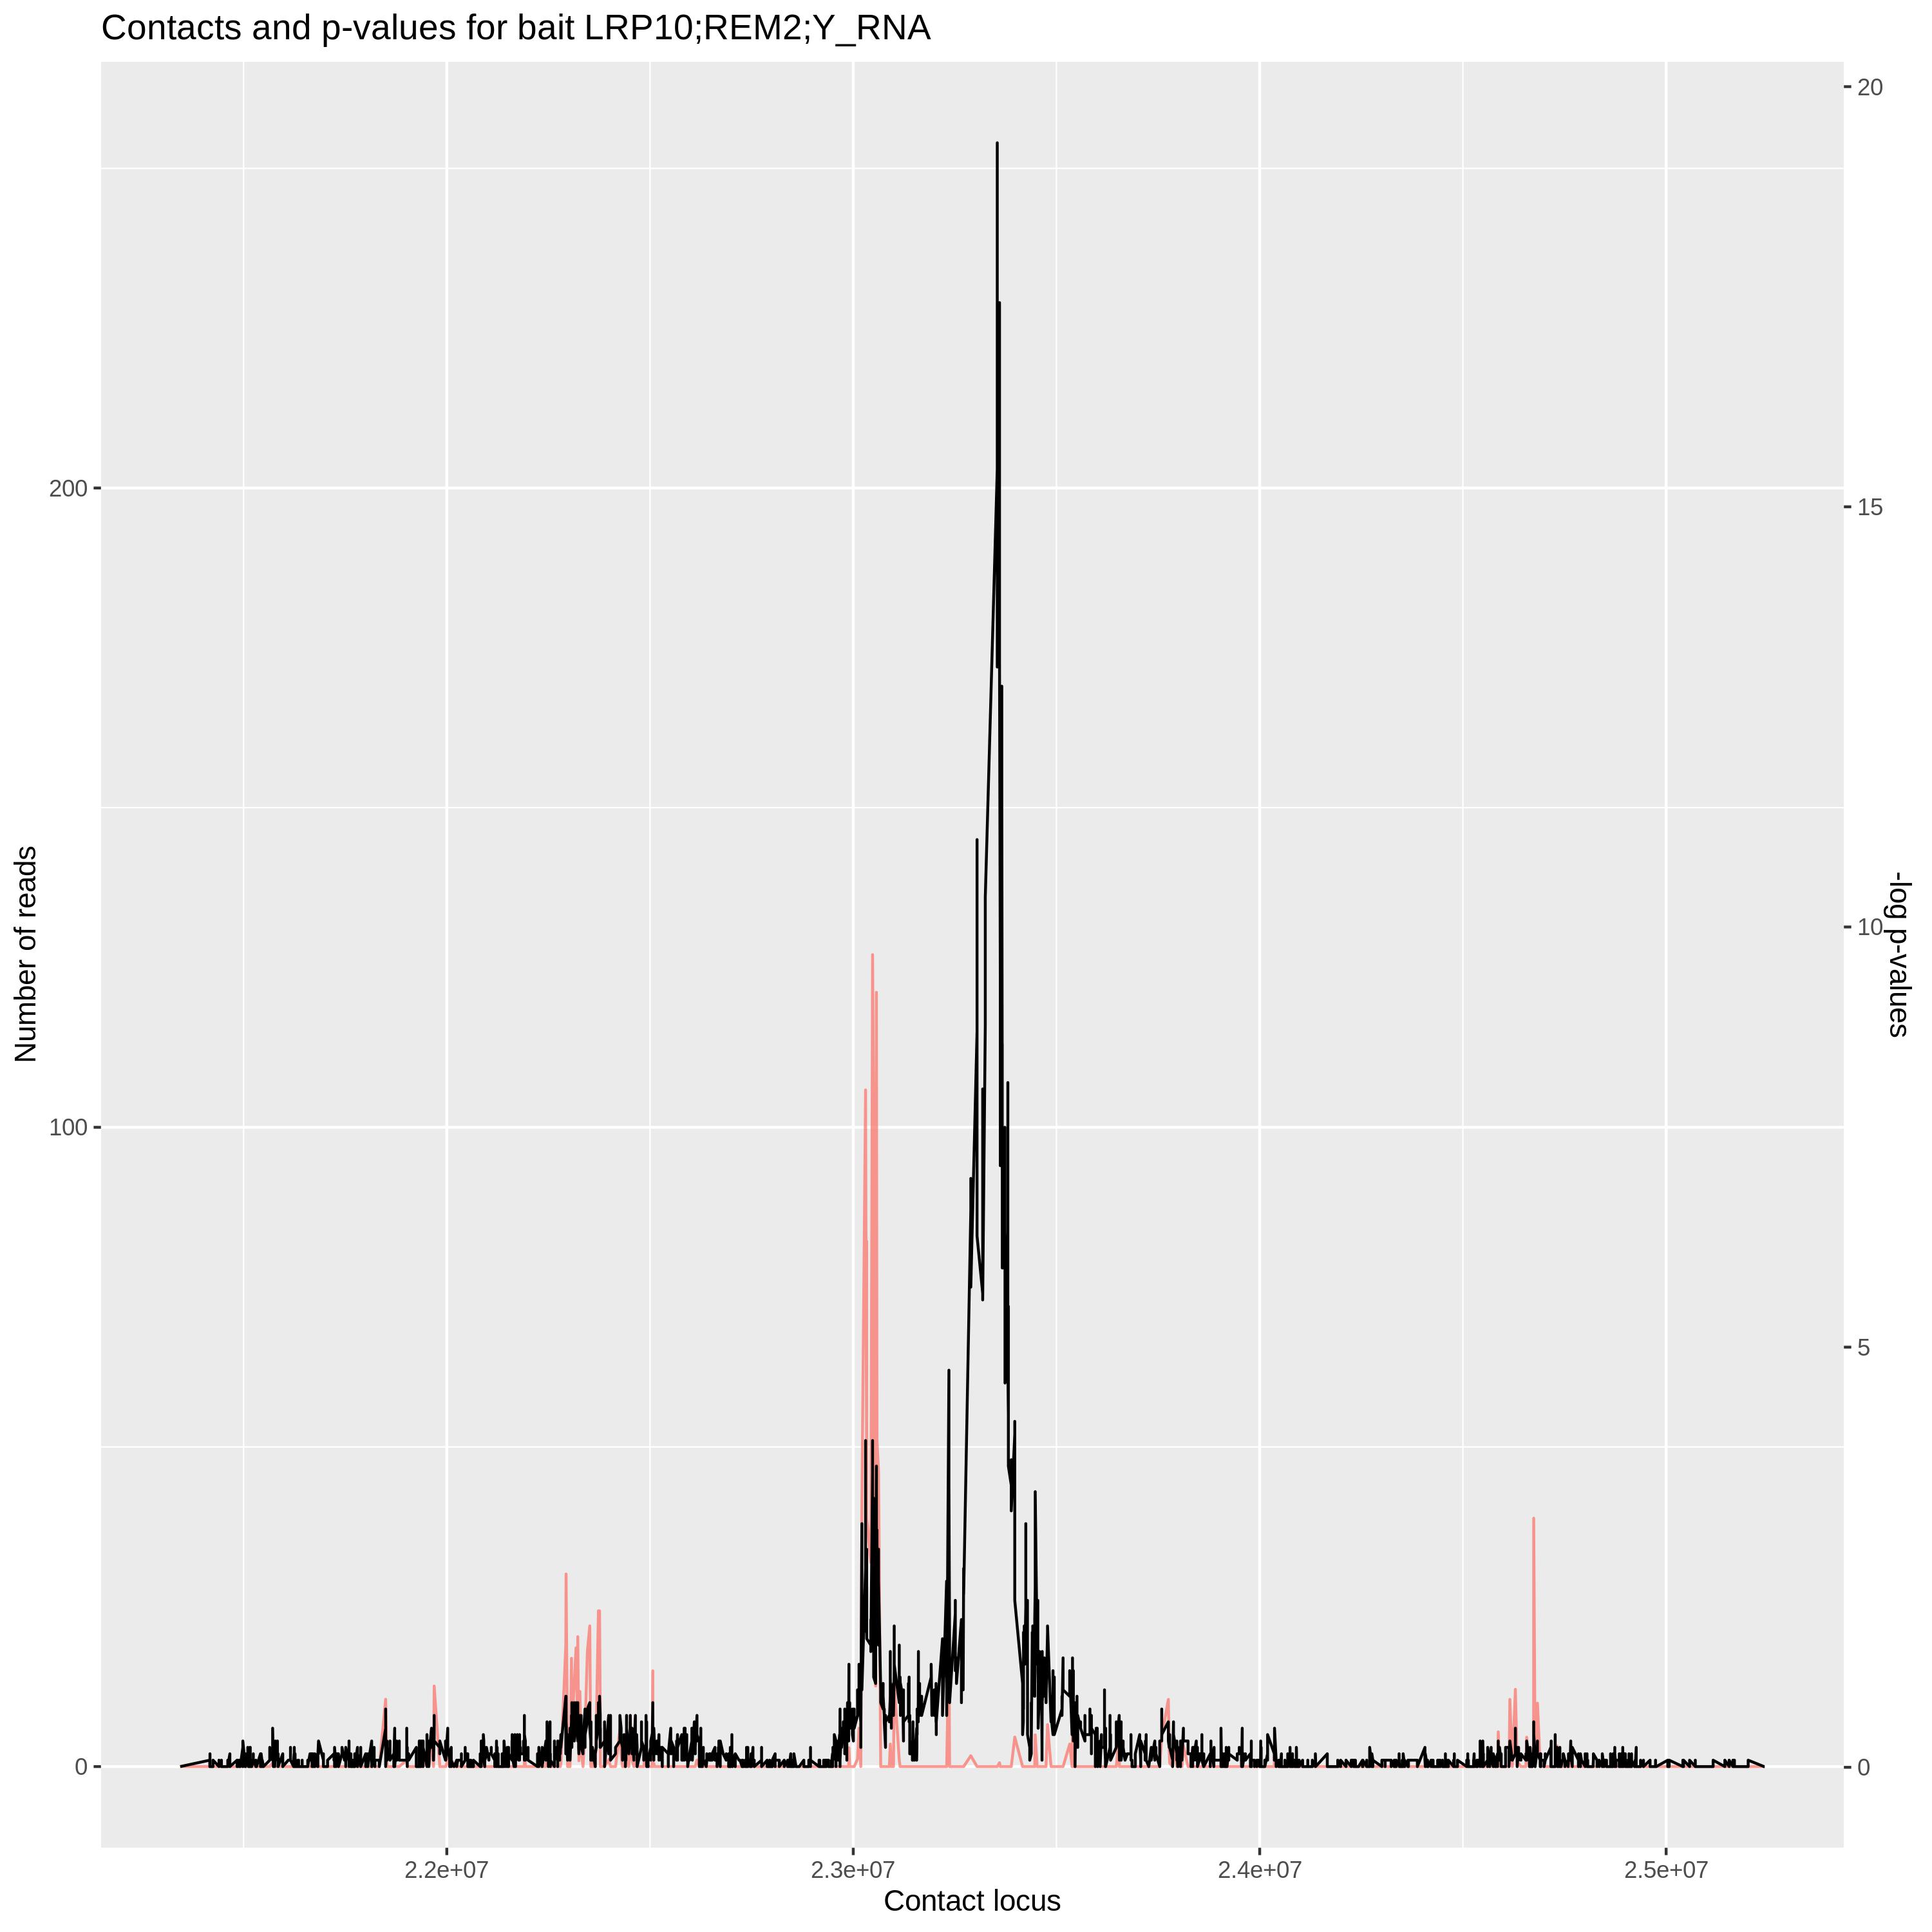 Contacts and p-values for bait LRP10;REM2;Y_RNA
20
200
15
Number of reads
10
-log p-values
100
5
0
0
2.2e+07
2.3e+07
2.4e+07
2.5e+07
Contact locus